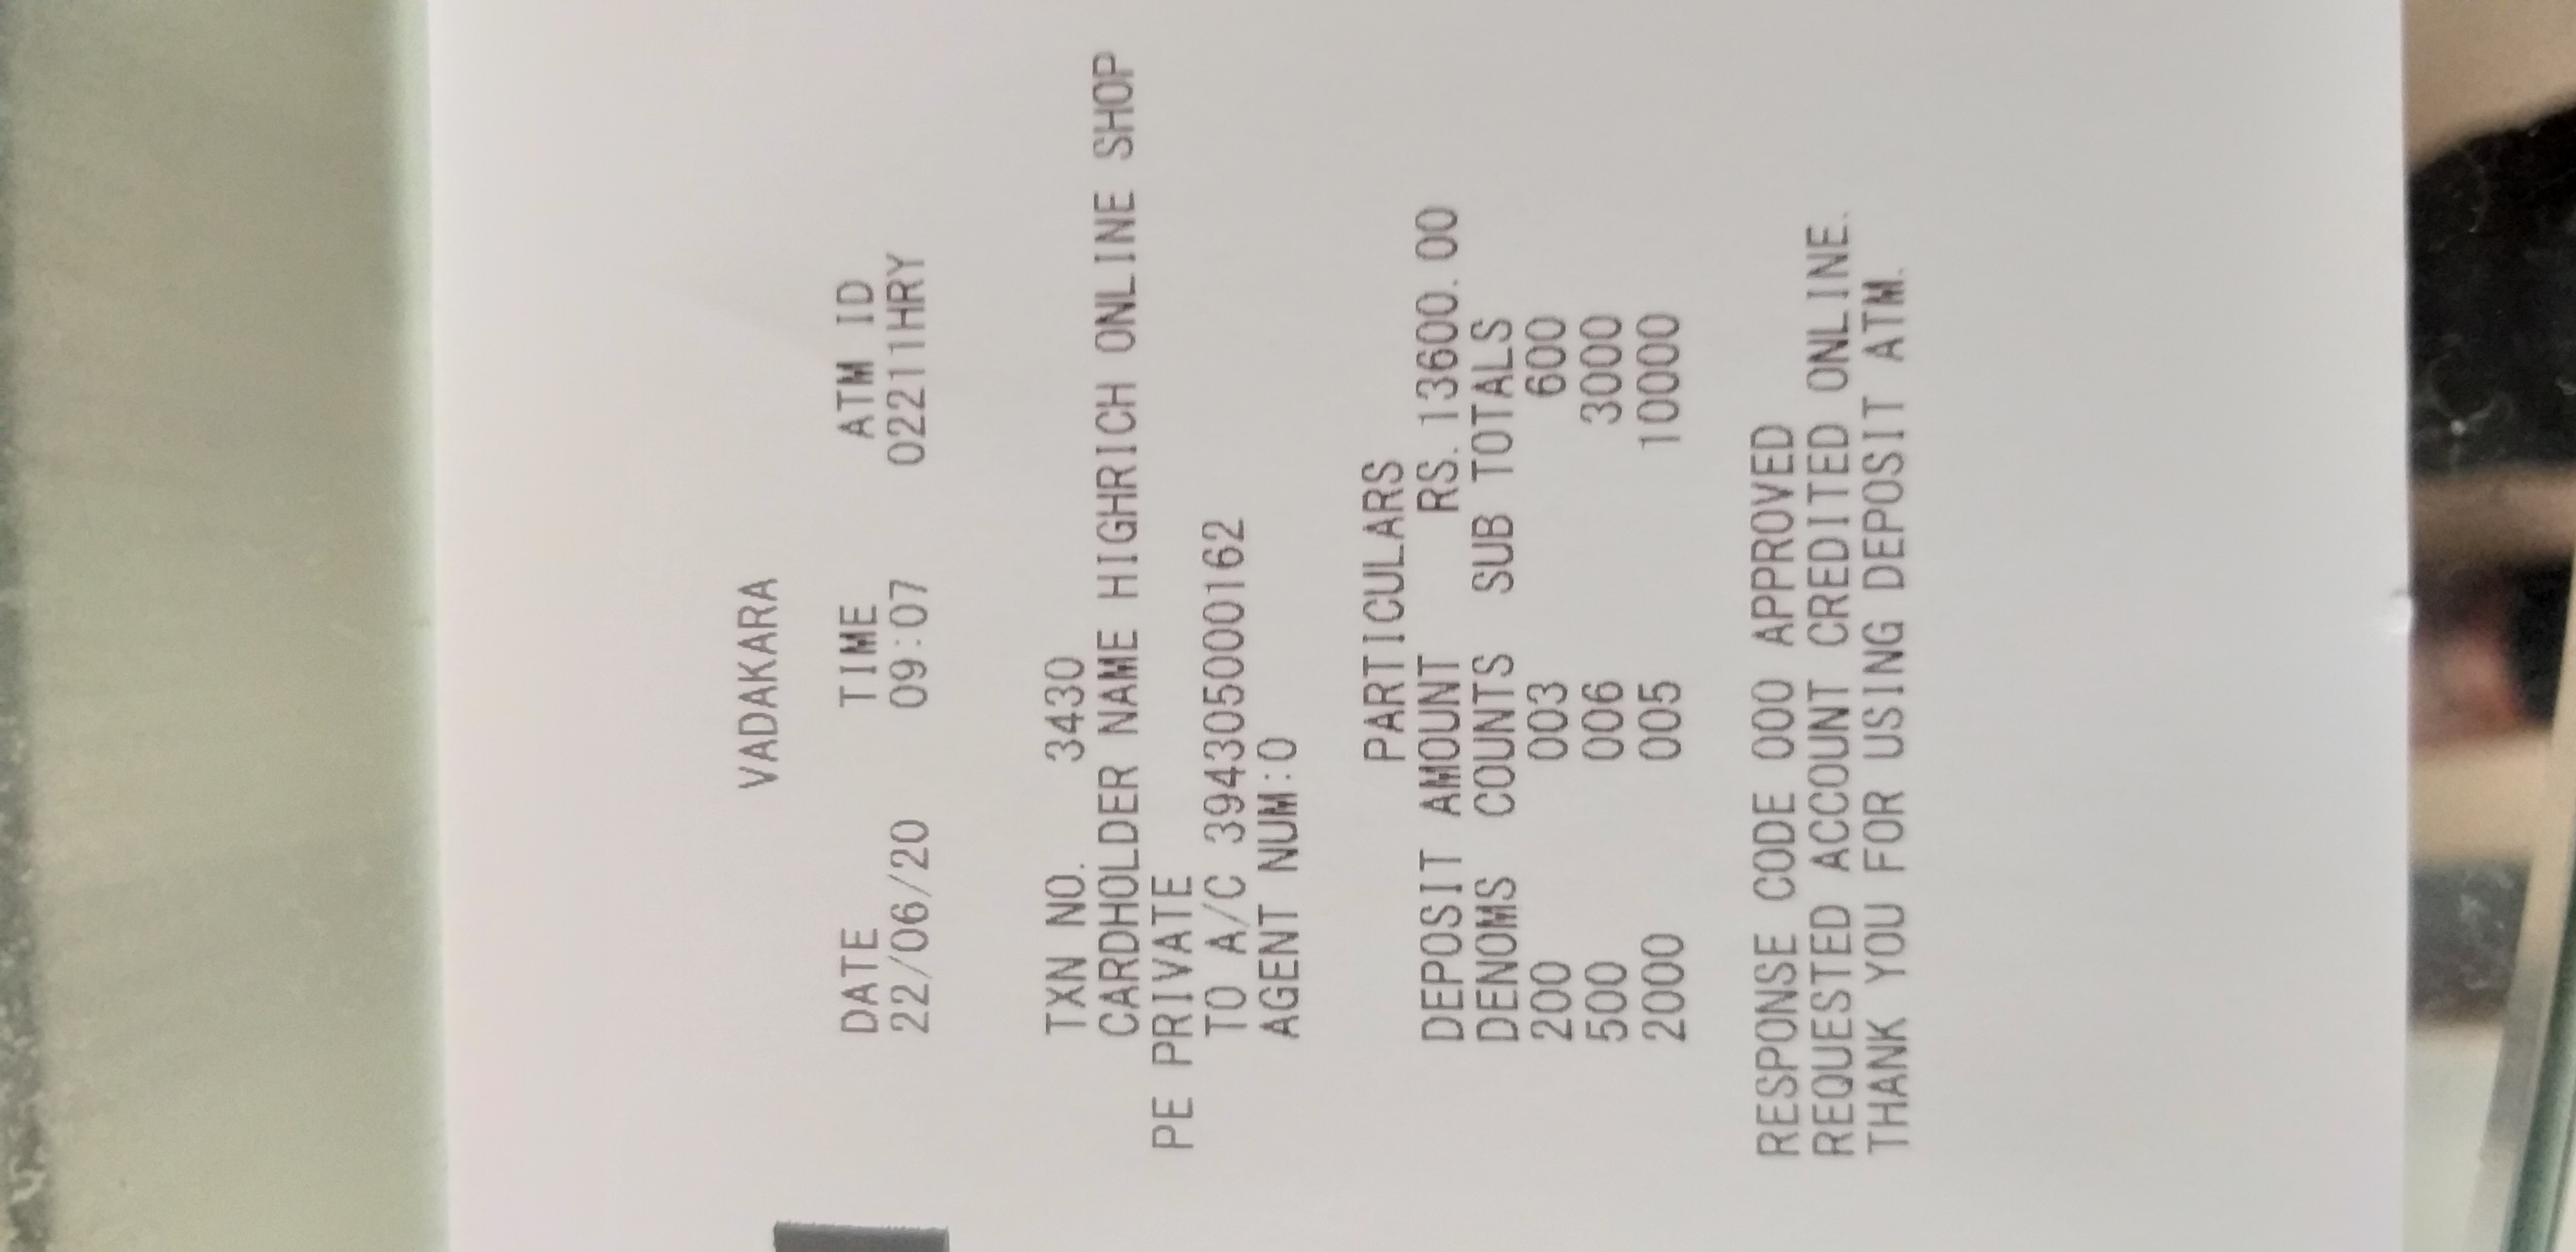 VADAKARA
DATE TIME ATM ID
22/06/20 09:07 02211HRY
TXN NO. 3430
CARDHOLDER NAME HIGHRICH ONLINE SHOP
PE PRIVATE
TO A/C 394305000162
AGENT NUM:0
PARTICULARS
DEPOSIT AMOUNT RS. 13600.00
DENOMS COUNTS SUB TOTALS
200 003 600
500 006 3000
2000 005 10000
RESPONSE CODE 000 APPROVED
REQUESTED ACCOUNT CREDITED ONLINE.
THANK YOU FOR USING DEPOSIT ATM.